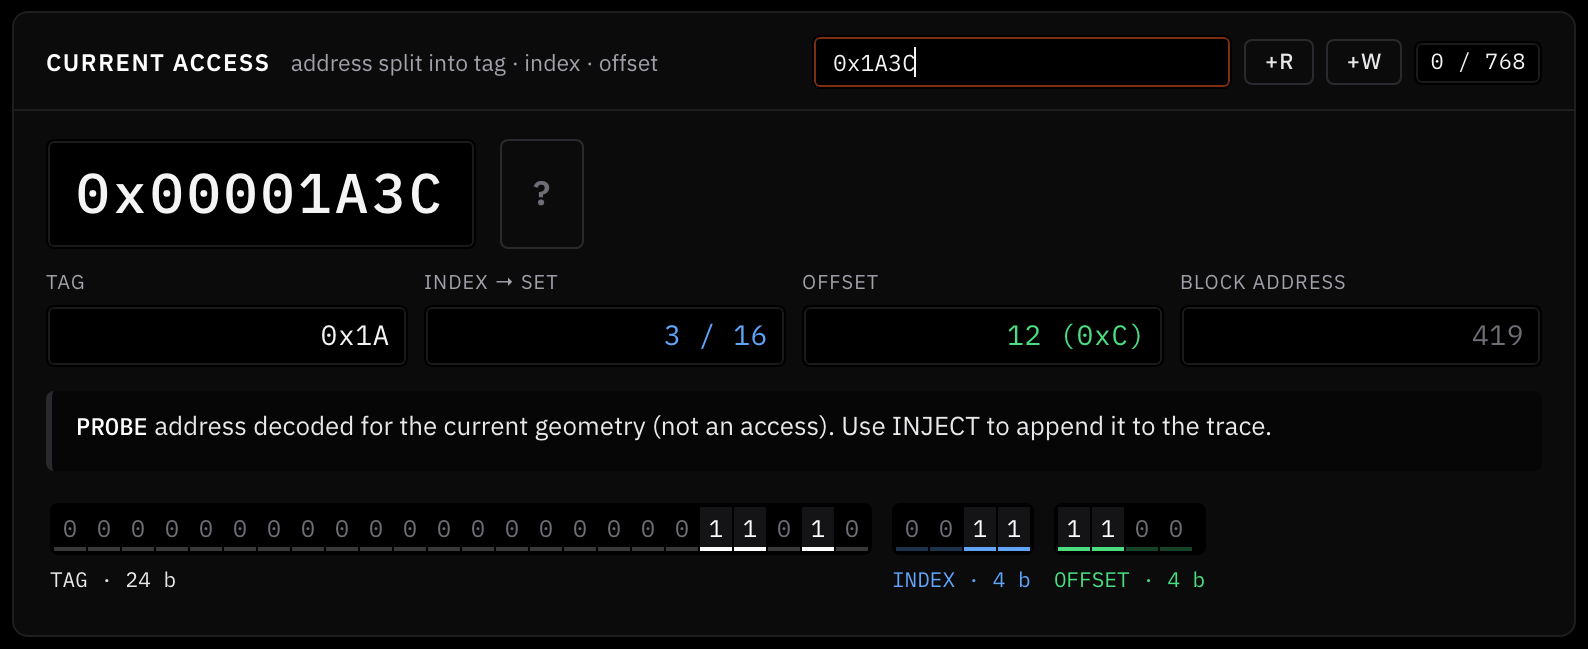 CURRENT ACCESS address split into tag · index · offset 0x1A3C +R +W 0 / 768
0x00001A3C ?
TAG INDEX → SET OFFSET BLOCK ADDRESS
0x1A 3 / 16 12 (0xC) 419
PROBE address decoded for the current geometry (not an access). Use INJECT to append it to the trace.
0 0 0 0 0 0 0 0 0 0 0 0 0 0 0 0 0 0 0 1 1 0 1 0 0 0 1 1 1 1 0 0
TAG · 24 b INDEX · 4 b OFFSET · 4 b